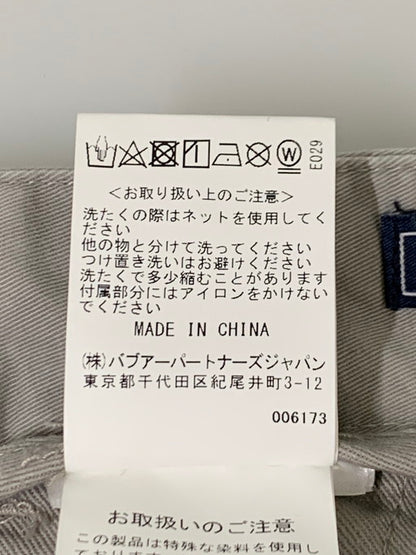 W
E029
<お取り扱い上のご注意>
洗たくの際はネットを使用してく
ださい
他の物と分けて洗ってください
つけ置き洗いはお避けください
洗たくで多少縮むことがあります
付属部分にはアイロンをかけない
でください
MADE IN CHINA
(株)バブアーパートナーズジャパン
東京都千代田区紀尾井町3-12
006173
お取扱いのご注意
この製品は特殊な染料を使用し